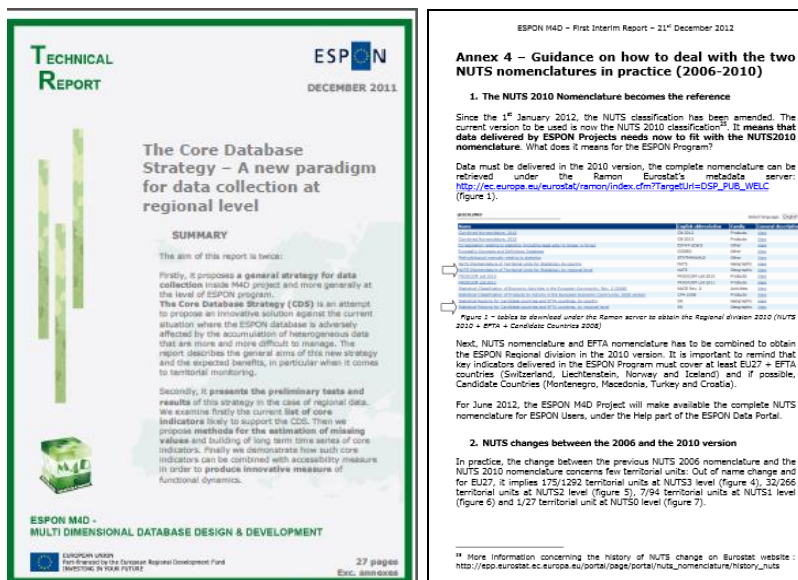 TECHNICAL
REPORT
ESPON
DECEMBER 2011
The Core Database
Strategy – A new paradigm
for data collection at
regional level
SUMMARY
The aim of this report is twice:
Firstly, it proposes a general strategy for data
collection inside M4D project and more generally at
the level of ESPON program.
The Core Database Strategy (CDS) is an attempt
to propose an innovative solution against the current
situation where the ESPON database is adversely
affected by the accumulation of heterogeneous data
that are more and more difficult to manage. The
report describes the general aims of this new strategy
and the expected benefits, in particular when it comes
to territorial monitoring.
Secondly, it presents the preliminary tests and
results of this strategy in the case of regional data.
We examine firstly the current list of core
indicators likely to support the CDS. Then we
propose methods for the estimation of missing
values and building of long term time series of core
indicators. Finally we demonstrate how such core
indicators can be combined with accessibility measure
in order to produce innovative measure of
functional dynamics.
M4D
ESPON M4D -
MULTI DIMENSIONAL DATABASE DESIGN & DEVELOPMENT
EUROPEAN UNION
Part-financed by the European Regional Development Fund
INVESTING IN YOUR FUTURE
27 pages
Exc. annexes
ESPON M4D – First Interim Report – 21st December 2012
Annex 4 – Guidance on how to deal with the two
NUTS nomenclatures in practice (2006-2010)
1. The NUTS 2010 Nomenclature becomes the reference
Since the 1st January 2012, the NUTS classification has been amended. The
current version to be used is now the NUTS 2010 classification. It means that
data delivered by ESPON Projects needs now to fit with the NUTS2010
nomenclature. What does it means for the ESPON Program?
Data must be delivered in the 2010 version, the complete nomenclature can be
retrieved under the Ramon Eurostat's metadata server:
http://ec.europa.eu/eurostat/ramon/index.cfm?TargetUrl=DSP_PUB_WELC
(figure 1).
Name English abbreviation Family General description
Figure 1 – tables to download under the Ramon server to obtain the Regional division 2010 (NUTS
2010 + EFTA + Candidate Countries 2008)
Next, NUTS nomenclature and EFTA nomenclature has to be combined to obtain
the ESPON Regional division in the 2010 version. It is important to remind that
key indicators delivered in the ESPON Program must cover at least EU27 + EFTA
countries (Switzerland, Liechtenstein, Norway and Iceland) and if possible,
Candidate Countries (Montenegro, Macedonia, Turkey and Croatia).
For June 2012, the ESPON M4D Project will make available the complete NUTS
nomenclature for ESPON Users, under the Help part of the ESPON Data Portal.
2. NUTS changes between the 2006 and the 2010 version
In practice, the change between the previous NUTS 2006 nomenclature and the
NUTS 2010 nomenclature concerns few territorial units: Out of name change and
for EU27, it implies 175/1292 territorial units at NUTS3 level (figure 4), 32/266
territorial units at NUTS2 level (figure 5), 7/94 territorial units at NUTS1 level
(figure 6) and 1/27 territorial unit at NUTS0 level (figure 7).
More information concerning the history of NUTS change on Eurostat website :
http://epp.eurostat.ec.europa.eu/portal/page/portal/nuts_nomenclature/history_nuts